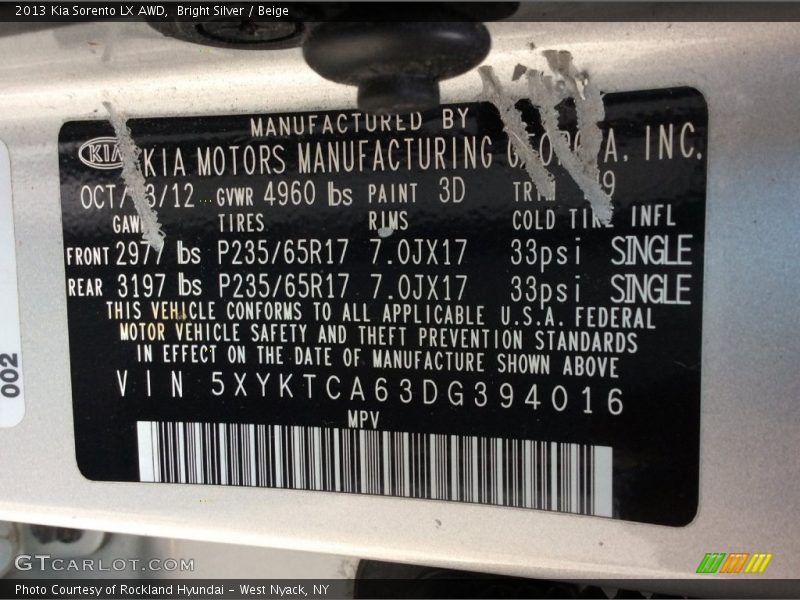 2013 Kia Sorento LX AWD, Bright Silver / Beige
MANUFACTURED BY
KIA KIA MOTORS MANUFACTURING INC.
GVWR 4960 lbs PAINT 3D
TIRES RIMS COLD TIRE INFL
FRONT 2977 lbs P235/65R17 7.0JX17 33psi SINGLE
REAR 3197 lbs P235/65R17 7.0JX17 33psi SINGLE
THIS VEHICLE CONFORMS TO ALL APPLICABLE U.S.A. FEDERAL
MOTOR VEHICLE SAFETY AND THEFT PREVENTION STANDARDS
IN EFFECT ON THE DATE OF MANUFACTURE SHOWN ABOVE
VIN 5XYKTCA63DG394016
MPV
002
GTCARLOT.COM
Photo Courtesy of Rockland Hyundai - West Nyack, NY